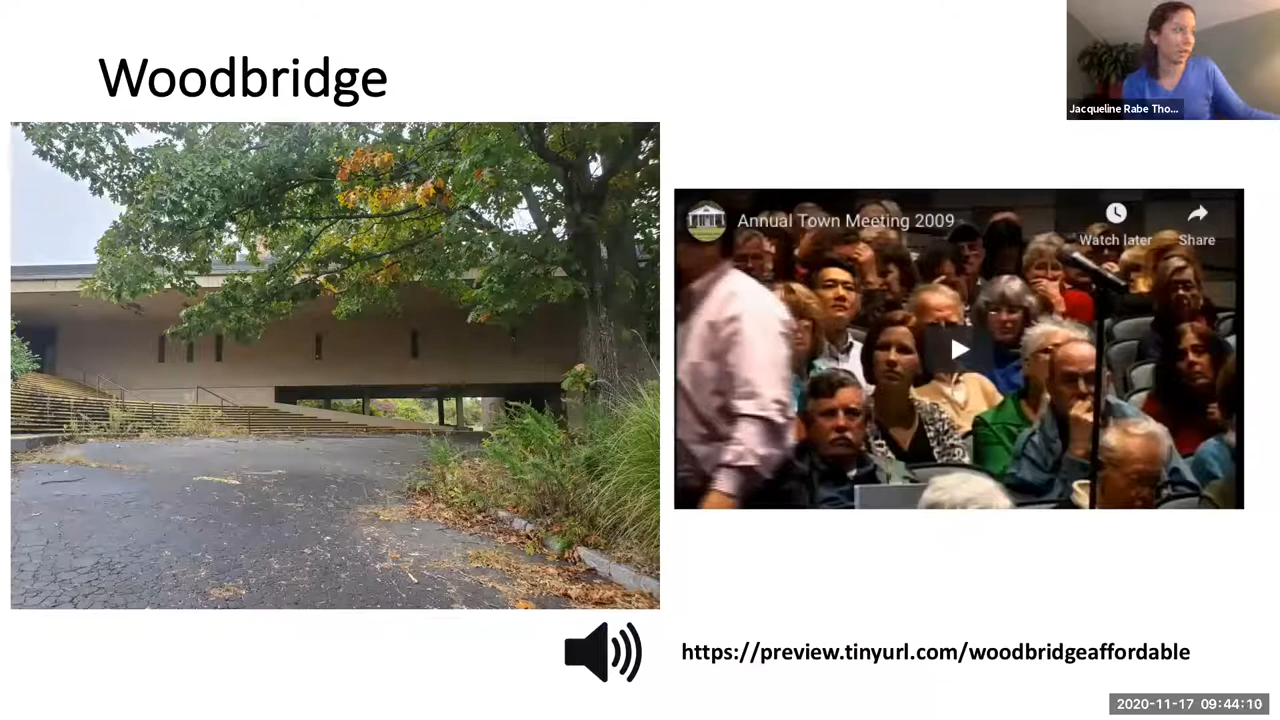 Woodbridge
Jacqueline Rabe Tho...
Annual Town Meeting 2009
Watch later
Share
https://preview.tinyurl.com/woodbridgeaffordable
2020-11-17 09:44:10